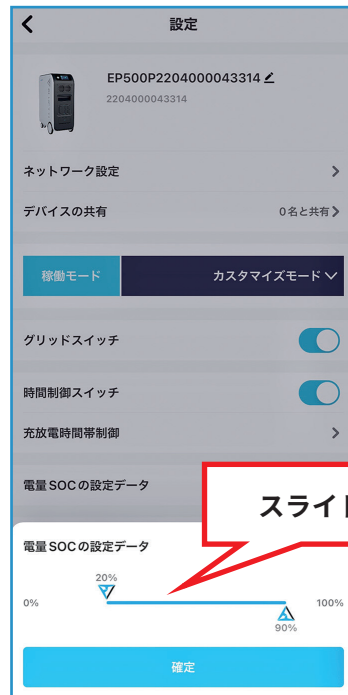 設定
EP500P2204000043314
2204000043314
ネットワーク設定
デバイスの共有 0名と共有
稼働モード カスタマイズモード
グリッドスイッチ
時間制御スイッチ
充放電時間帯制御
電量SOCの設定データ
スライ
電量SOCの設定データ
20%
0% 100%
90%
確定